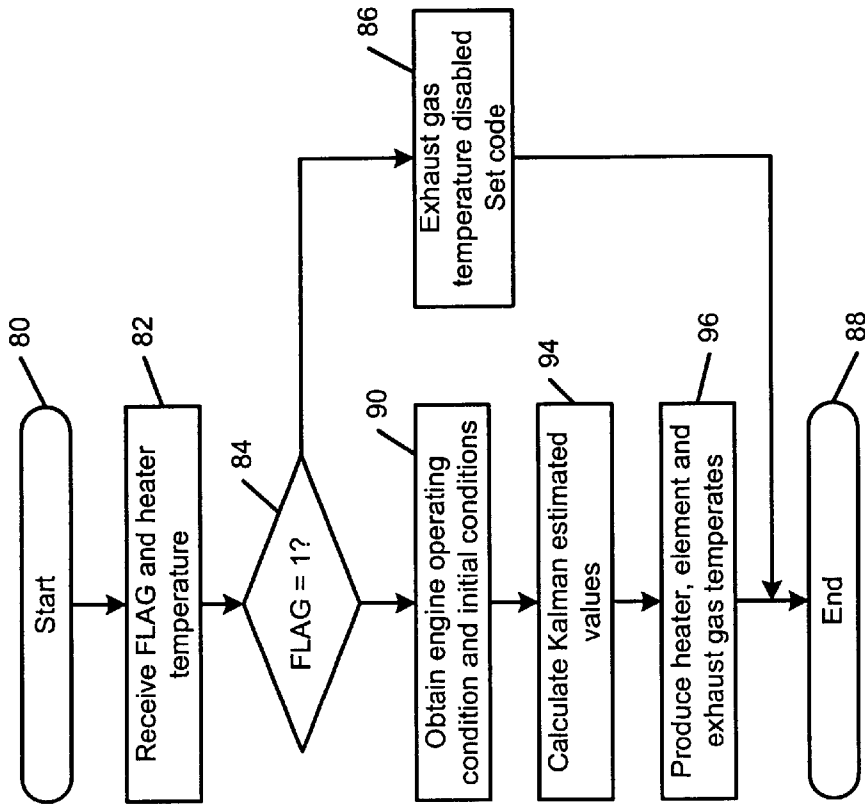 Start
80
Receive FLAG and heater
temperature
82
FLAG = 1?
84
Exhaust gas
temperature disabled
Set code
86
Obtain engine operating
condition and initial conditions
90
Calculate Kalman estimated
values
94
Produce heater, element and
exhaust gas temperates
96
End
88